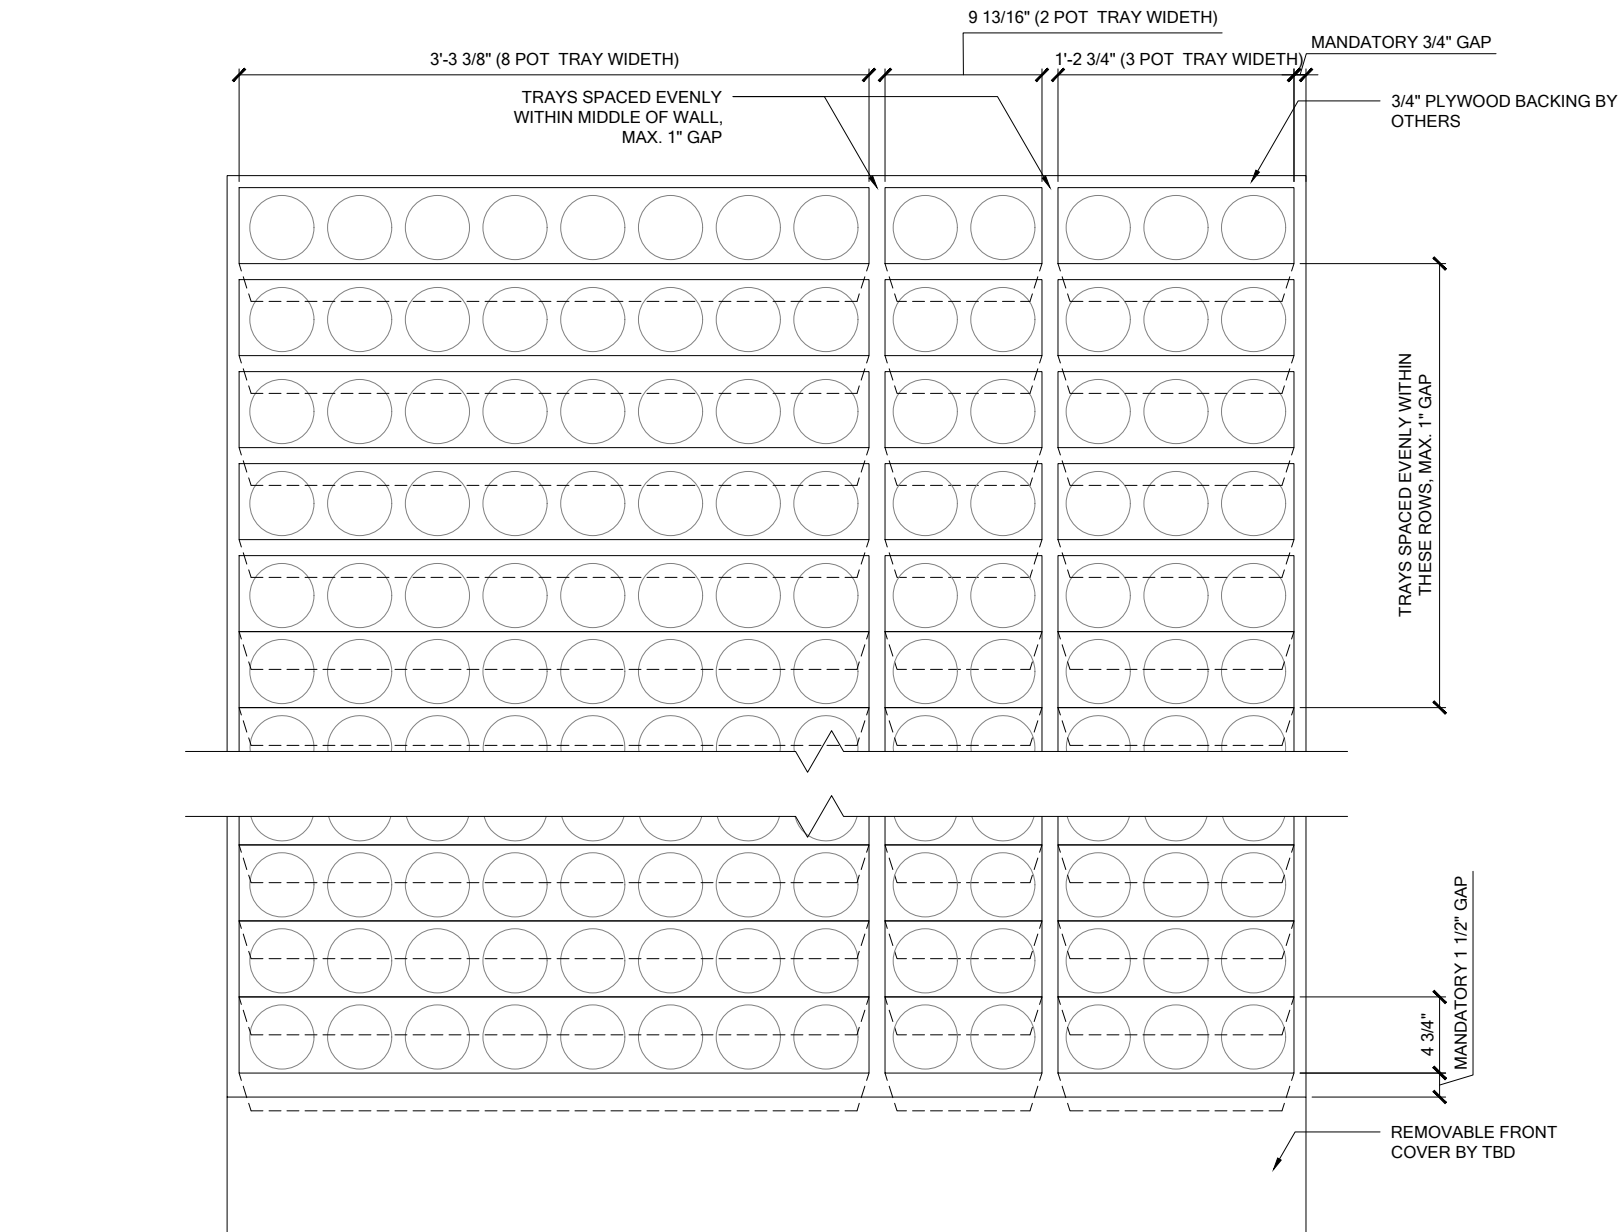 9 13/16" (2 POT TRAY WIDETH)
MANDATORY 3/4" GAP
3'-3 3/8" (8 POT TRAY WIDETH)
1'-2 3/4" (3 POT TRAY WIDETH)
TRAYS SPACED EVENLY
WITHIN MIDDLE OF WALL,
MAX. 1" GAP
3/4" PLYWOOD BACKING BY
OTHERS
TRAYS SPACED EVENLY WITHIN
THESE ROWS, MAX. 1" GAP
4 3/4"
MANDATORY 1 1/2" GAP
REMOVABLE FRONT
COVER BY TBD